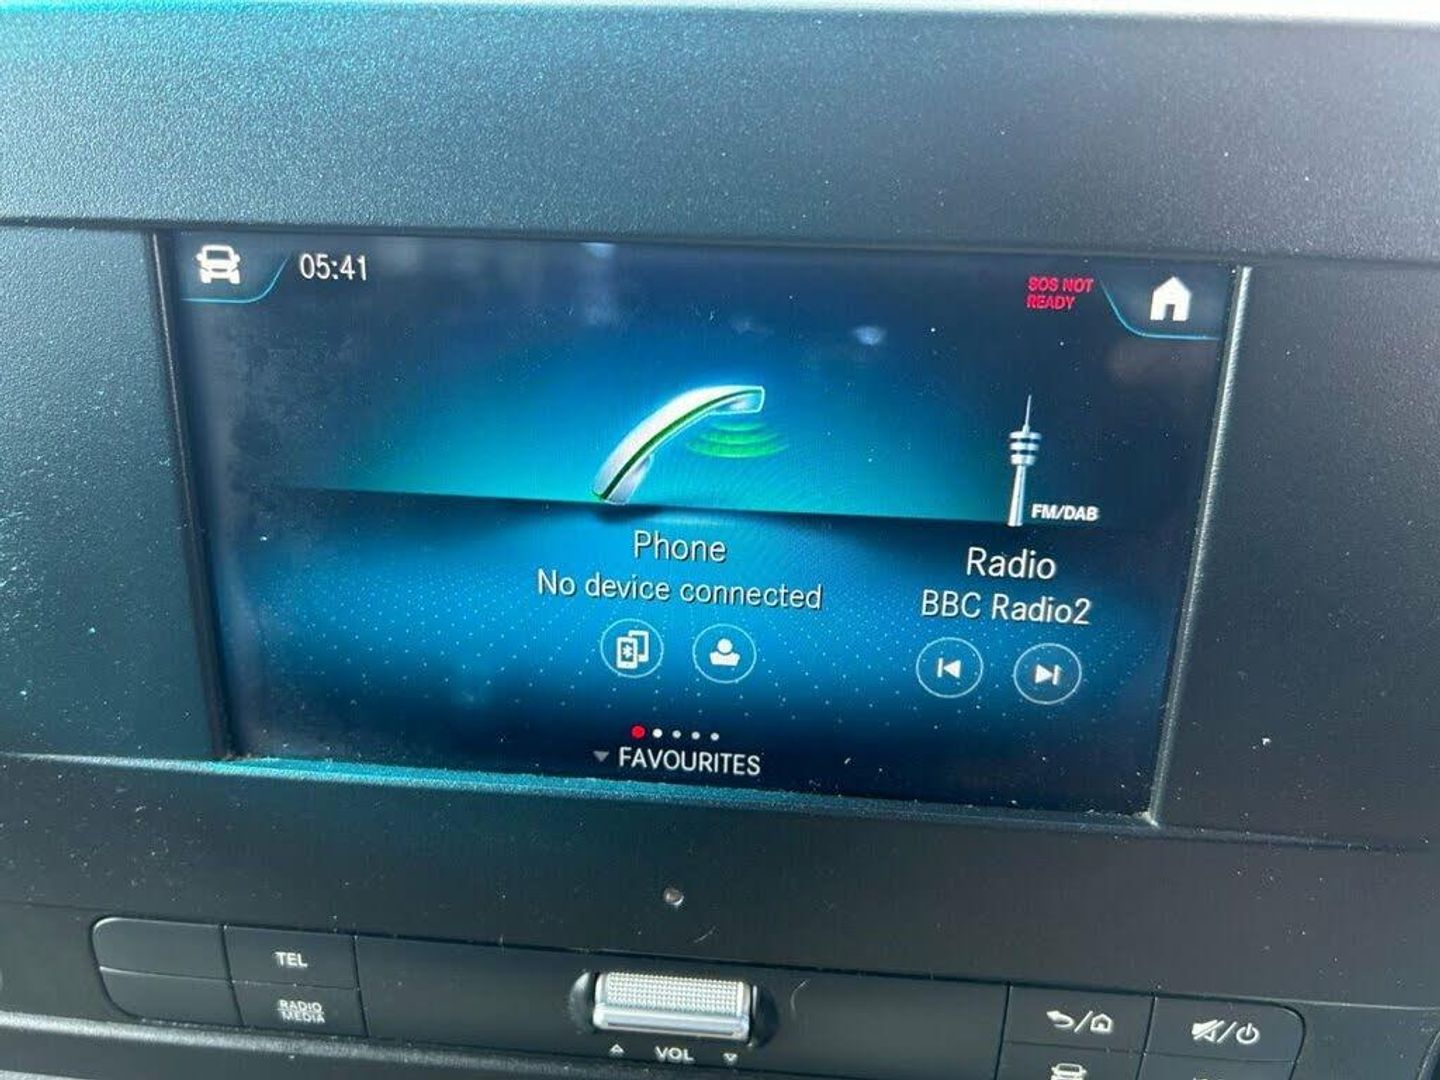 05:41
SOS NOT
READY
FM/DAB
Phone
No device connected
Radio
BBC Radio2
FAVOURITES
TEL
RADIO
MEDIA
VOL